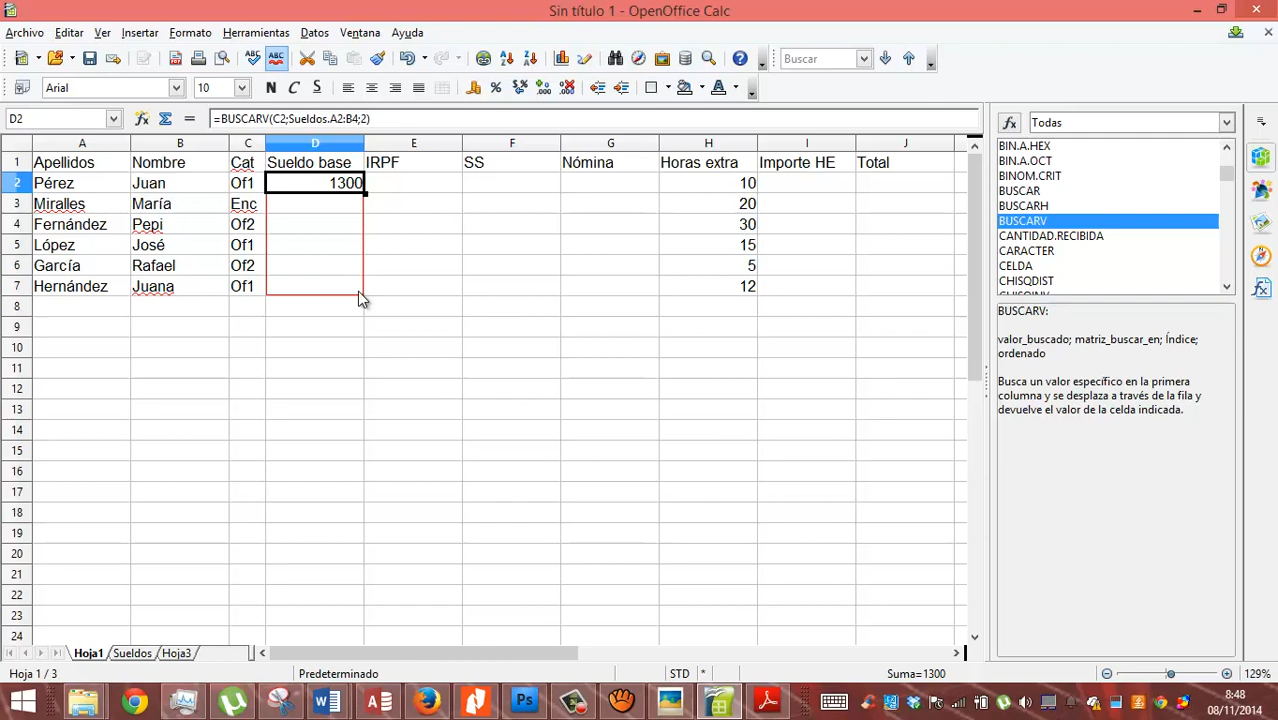 Sin título 1 - OpenOffice Calc
Archivo Editar Ver Insertar Formato Herramientas Datos Ventana Ayuda
ABC ABC Buscar
Arial 10 N K S
D2 =BUSCARV(C2;Sueldos.A2:B4;2)
A B C D E F G H I J
1 Apellidos Nombre Cat Sueldo base IRPF SS Nómina Horas extra Importe HE Total
2 Pérez Juan Of1 1300 10
3 Miralles María Enc 20
4 Fernández Pepi Of2 30
5 López José Of1 15
6 García Rafael Of2 5
7 Hernández Juana Of1 12
8
9
10
11
12
13
14
15
16
17
18
19
20
21
22
23
24
Todas
BIN.A.HEX
BIN.A.OCT
BINOM.CRIT
BUSCAR
BUSCARH
BUSCARV
CANTIDAD.RECIBIDA
CARACTER
CELDA
CHISQDIST
BUSCARV:
valor_buscado; matriz_buscar_en; Índice;
ordenado
Busca un valor específico en la primera
columna y se desplaza a través de la fila y
devuelve el valor de la celda indicada.
Hoja1 Sueldos Hoja3
Hoja 1 / 3 Predeterminado STD * Suma=1300 129%
8:48
08/11/2014